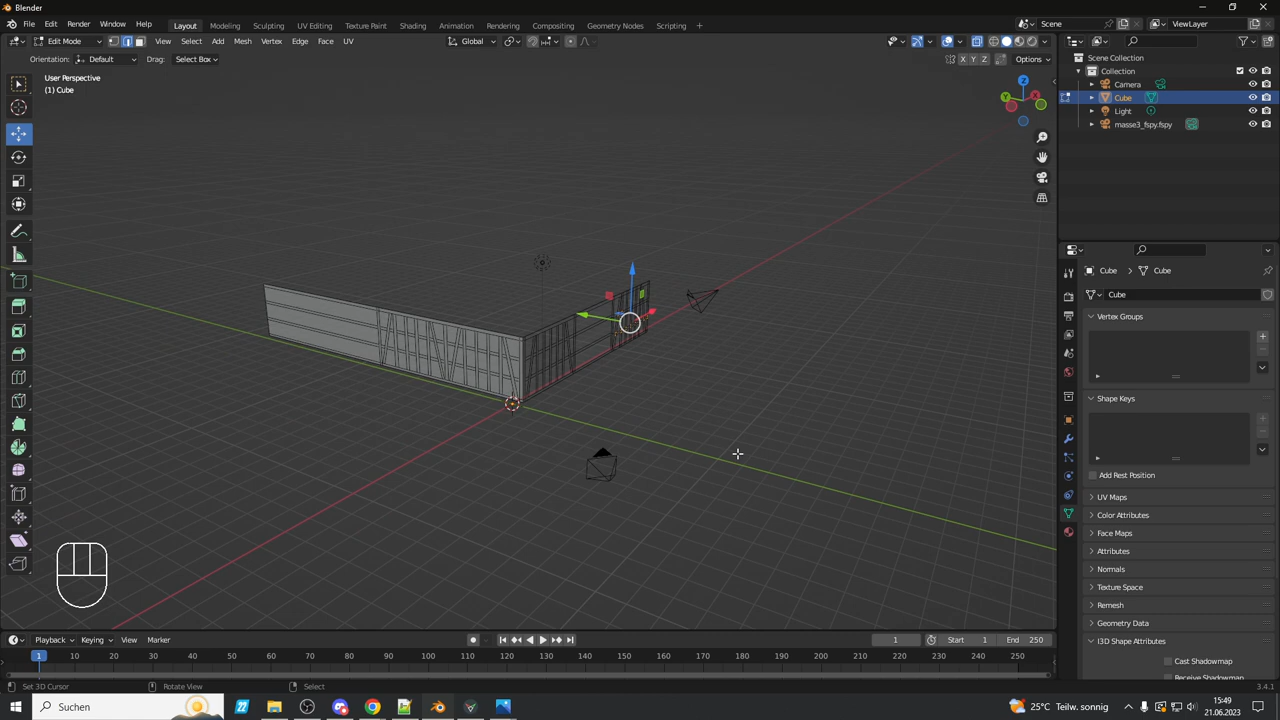 Blender
File Edit Render Window Help Layout Modeling Sculpting UV Editing Texture Paint Shading Animation Rendering Compositing Geometry Nodes Scripting + Scene ViewLayer
Edit Mode View Select Add Mesh Vertex Edge Face UV Global
Orientation: Default Drag: Select Box X Y Z Options
User Perspective
(1) Cube
Z
Y
X
Scene Collection
Collection
Camera
Cube
Light
masse3_fspy.fspy
Cube Cube
Cube
Vertex Groups
Shape Keys
Add Rest Position
UV Maps
Color Attributes
Face Maps
Attributes
Normals
Texture Space
Remesh
Geometry Data
I3D Shape Attributes
Cast Shadowmap
Receive Shadowmap
Playback Keying View Marker 1 Start 1 End 250
1 10 20 30 40 50 60 70 80 90 100 110 120 130 140 150 160 170 180 190 200 210 220 230 240 250
Set 3D Cursor Rotate View Select 3.4.1
Suchen 25°C Teilw. sonnig 15:49
21.06.2023